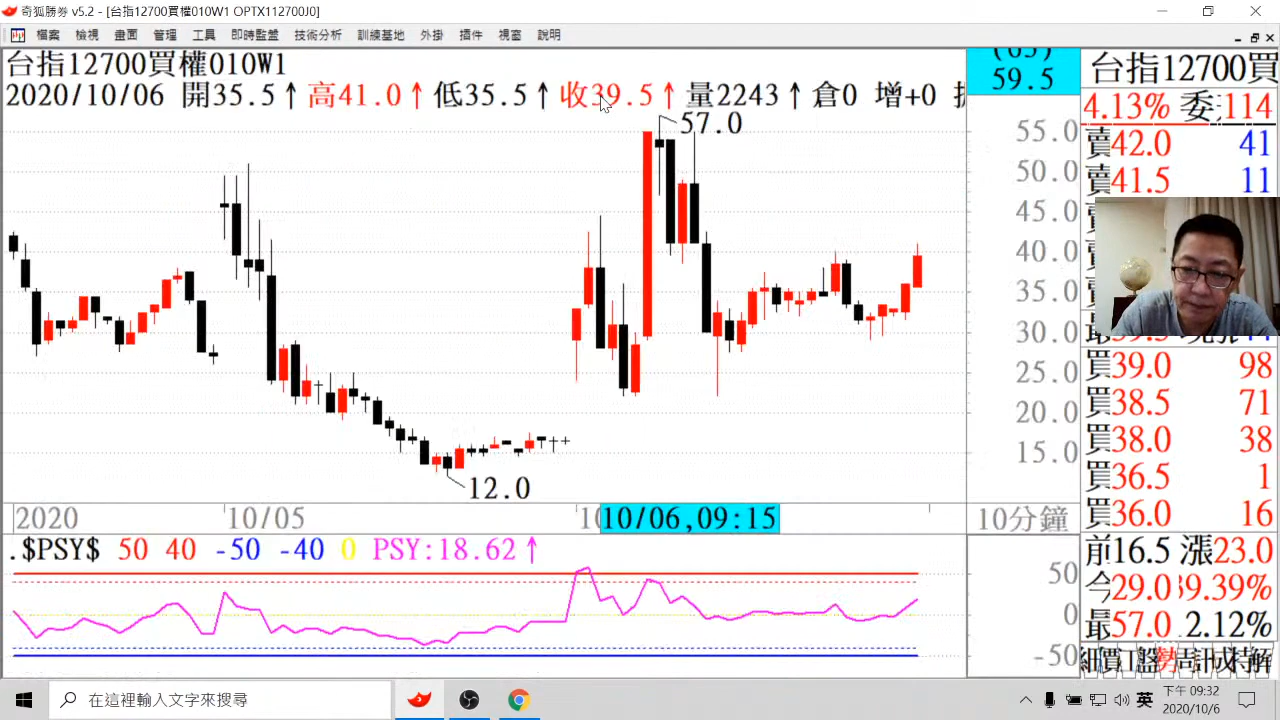 奇狐勝券 v5.2 - [台指12700買權010W1 OPTX112700J0]
檔案 檢視 畫面 管理 工具 即時監盤 技術分析 訓練基地 外掛 插件 視窗 說明
台指12700買權010W1
2020/10/06 開35.5↑ 高41.0↑ 低35.5↑ 收39.5↑ 量2243↑ 倉0 增+0
59.5
57.0
55.0
50.0
45.0
40.0
35.0
30.0
25.0
20.0
15.0
12.0
2020 10/05 10/06,09:15 10分鐘
.$PSY$ 50 40 -50 -40 0 PSY:18.62↑
50
0
-50
台指12700買
4.13% 委 114
賣42.0 41
賣41.5 11
買39.0 98
買38.5 71
買38.0 38
買36.5 1
買36.0 16
前16.5 漲23.0
今29.0 39.39%
最57.0 2.12%
在這裡輸入文字來搜尋
英
下午 09:32
2020/10/6